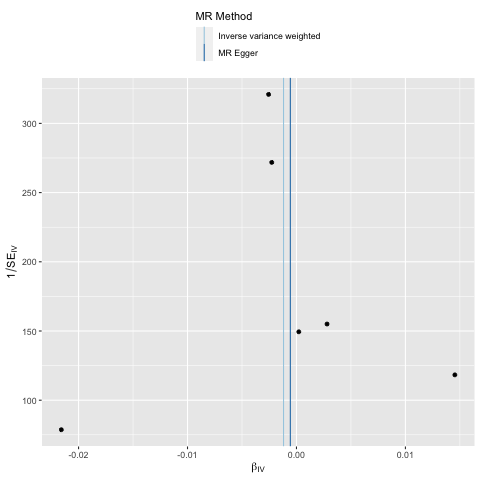 MR Method
Inverse variance weighted
MR Egger
300
250
200
150
100
1/SE_IV
-0.02 -0.01 0.00 0.01
β_IV